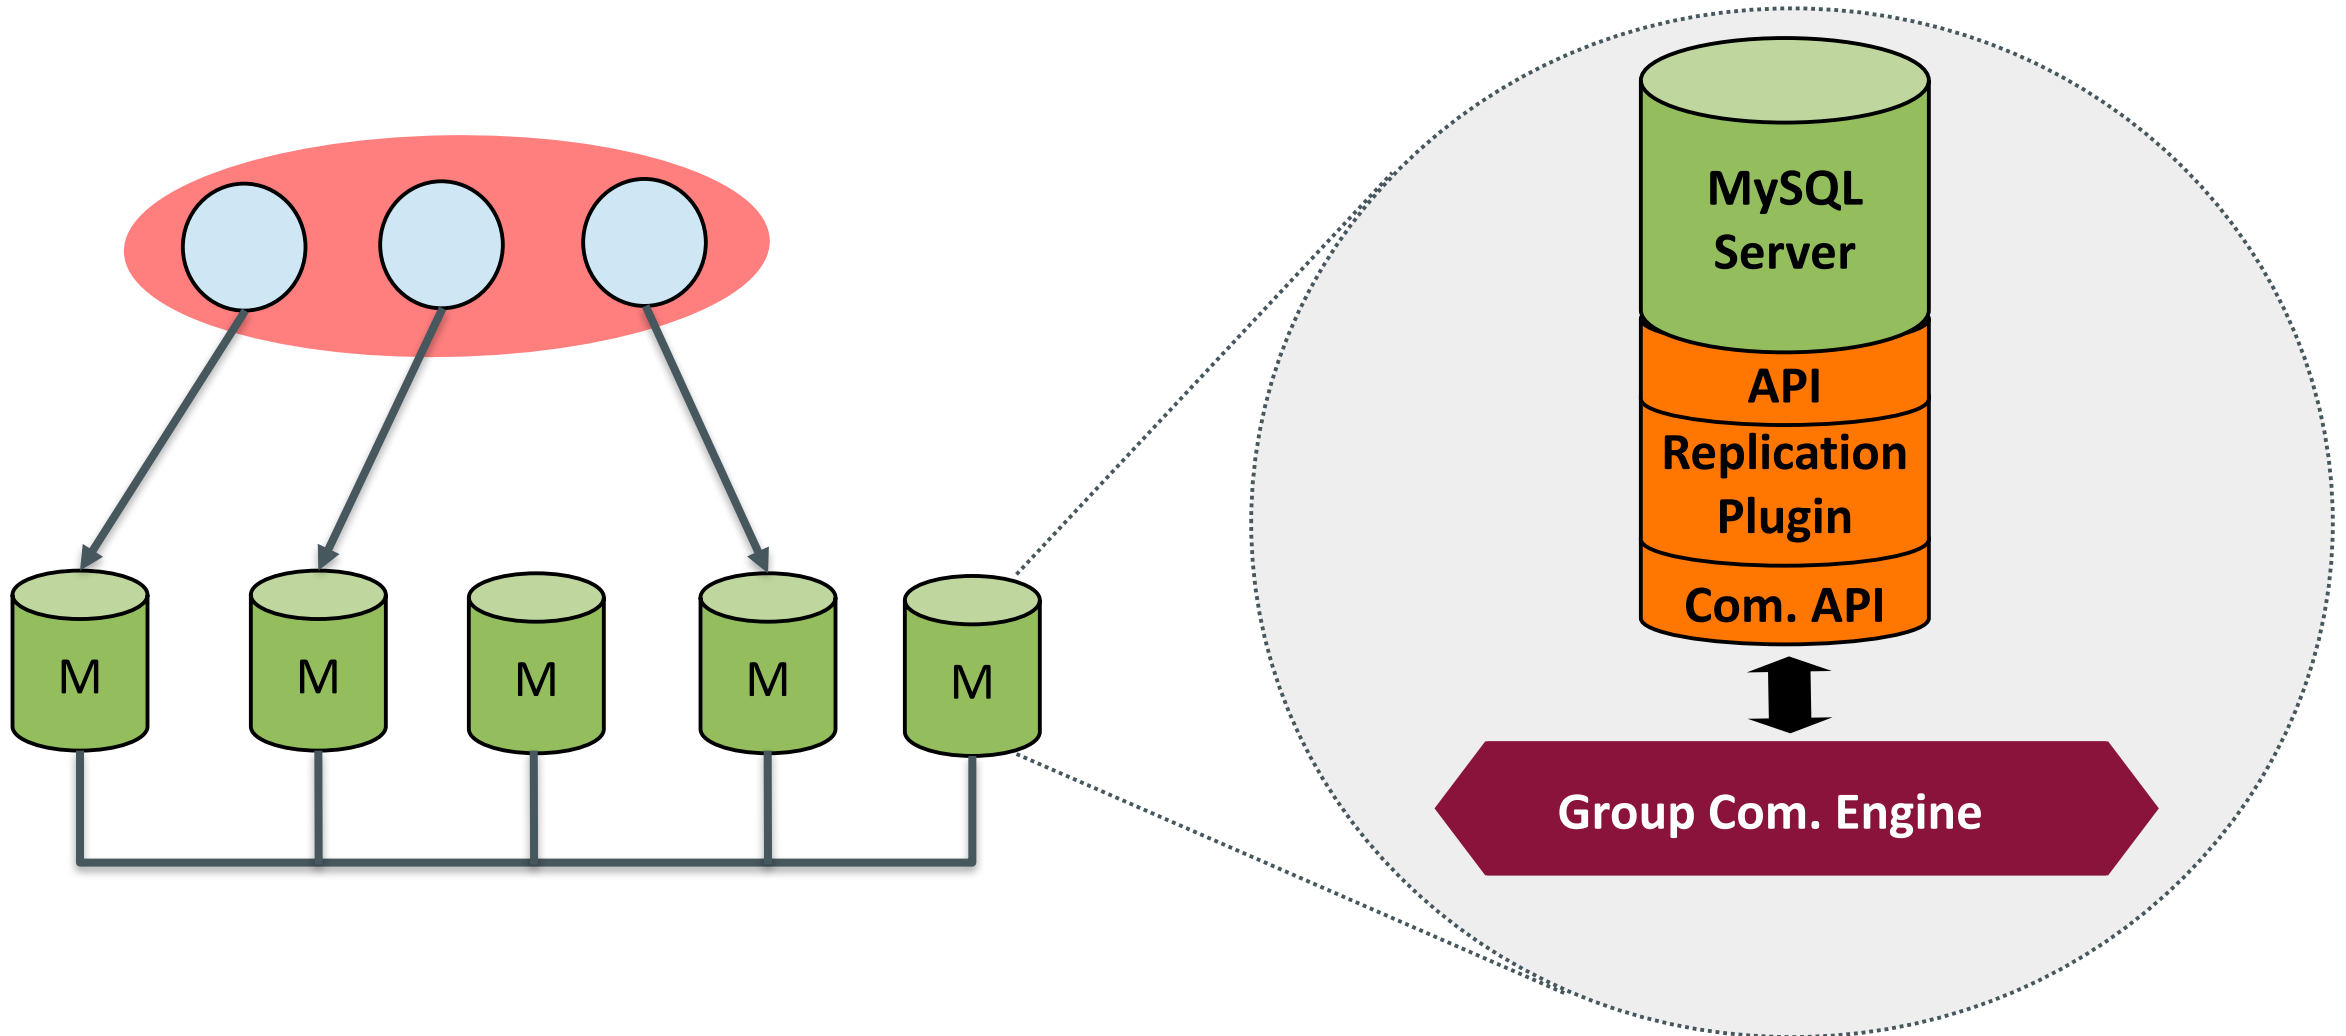 MySQL
Server
API
Replication
Plugin
Com. API
M
M
M
M
M
Group Com. Engine